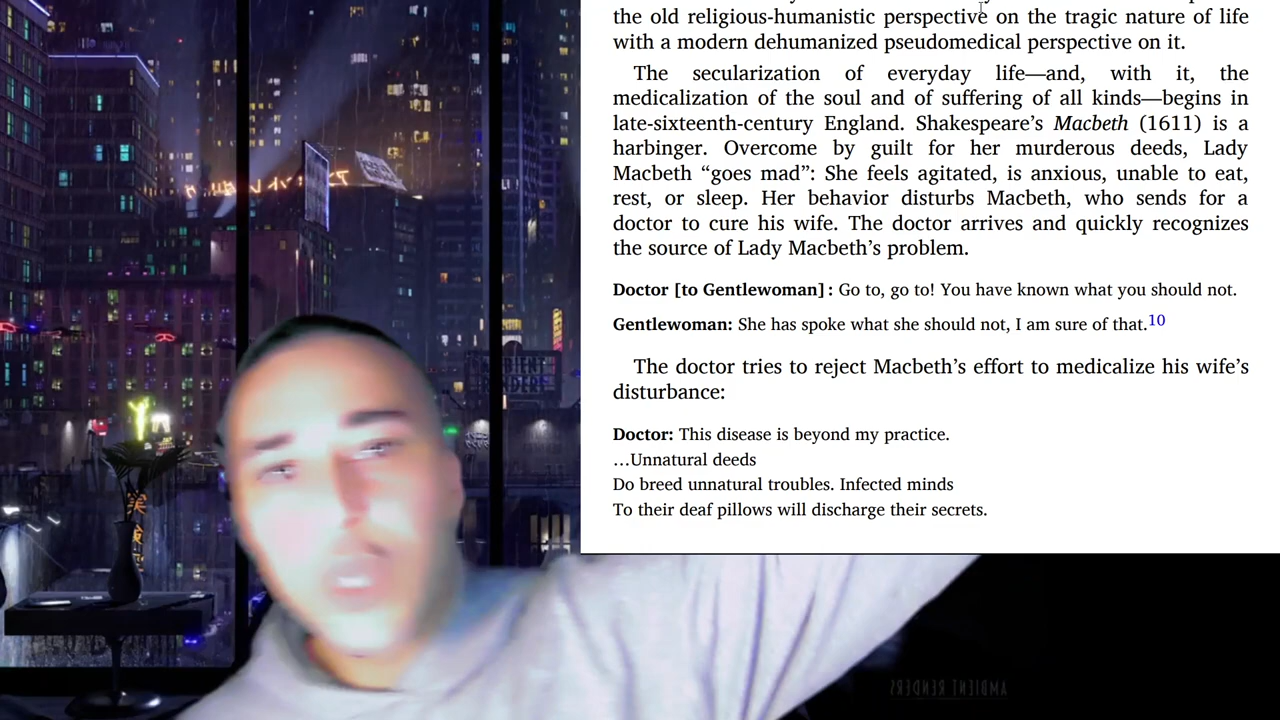 the old religious-humanistic perspective on the tragic nature of life
with a modern dehumanized pseudomedical perspective on it.
The secularization of everyday life—and, with it, the
medicalization of the soul and of suffering of all kinds—begins in
late-sixteenth-century England. Shakespeare’s Macbeth (1611) is a
harbinger. Overcome by guilt for her murderous deeds, Lady
Macbeth “goes mad”: She feels agitated, is anxious, unable to eat,
rest, or sleep. Her behavior disturbs Macbeth, who sends for a
doctor to cure his wife. The doctor arrives and quickly recognizes
the source of Lady Macbeth’s problem.
Doctor [to Gentlewoman]: Go to, go to! You have known what you should not.
Gentlewoman: She has spoke what she should not, I am sure of that.10
The doctor tries to reject Macbeth’s effort to medicalize his wife’s
disturbance:
Doctor: This disease is beyond my practice.
…Unnatural deeds
Do breed unnatural troubles. Infected minds
To their deaf pillows will discharge their secrets.
AMBIENT RENDERS
AMBIENT RENDERS